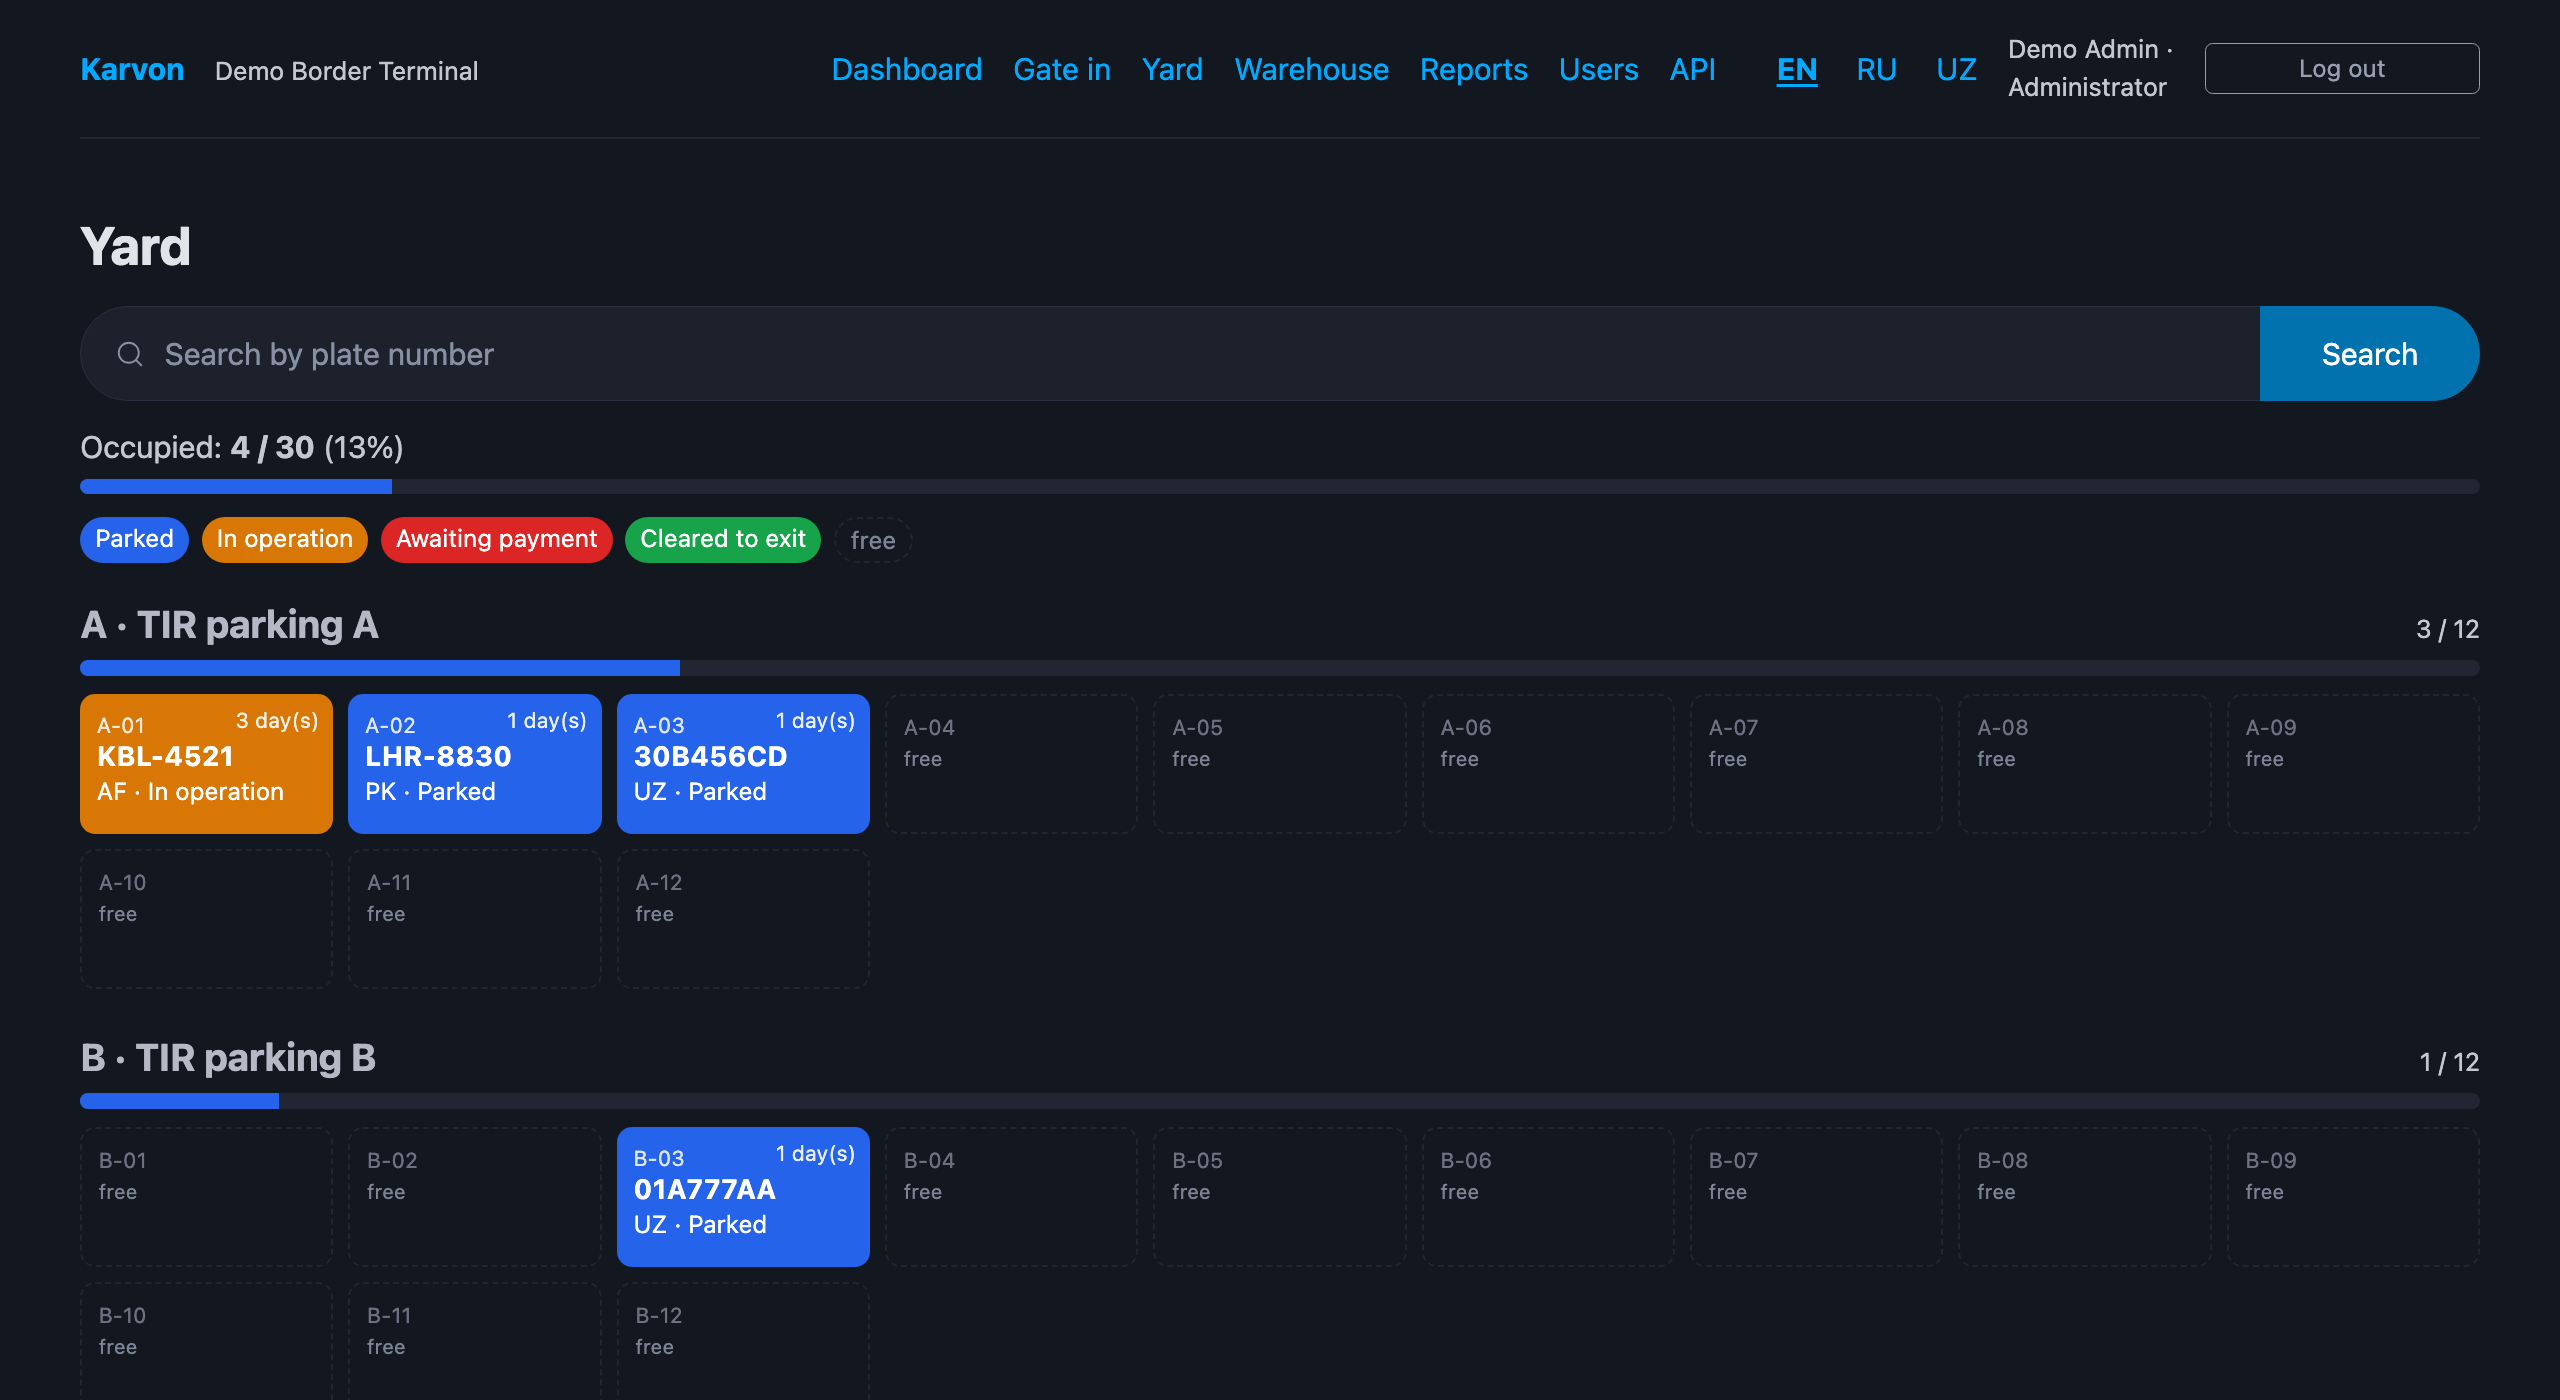 Karvon Demo Border Terminal Dashboard Gate in Yard Warehouse Reports Users API EN RU UZ Demo Admin · Administrator Log out
Yard
Search by plate number Search
Occupied: 4 / 30 (13%)
Parked In operation Awaiting payment Cleared to exit free
A · TIR parking A 3 / 12
A-01 3 day(s)
KBL-4521
AF · In operation
A-02 1 day(s)
LHR-8830
PK · Parked
A-03 1 day(s)
30B456CD
UZ · Parked
A-04
free
A-05
free
A-06
free
A-07
free
A-08
free
A-09
free
A-10
free
A-11
free
A-12
free
B · TIR parking B 1 / 12
B-01
free
B-02
free
B-03 1 day(s)
01A777AA
UZ · Parked
B-04
free
B-05
free
B-06
free
B-07
free
B-08
free
B-09
free
B-10
free
B-11
free
B-12
free